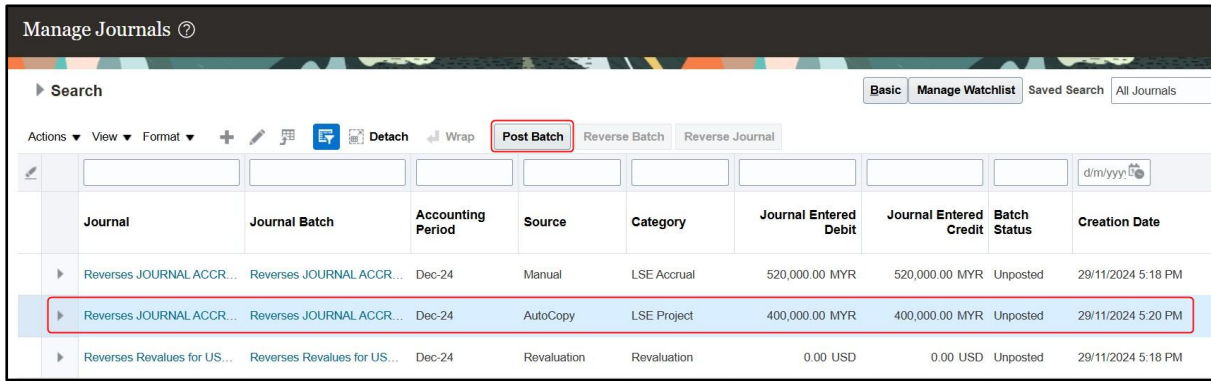 Manage Journals ?
Search Basic Manage Watchlist Saved Search All Journals
Actions View Format Detach Wrap Post Batch Reverse Batch Reverse Journal
d/m/yyy
Journal Journal Batch Accounting Period Source Category Journal Entered Debit Journal Entered Credit Batch Status Creation Date
Reverses JOURNAL ACCR... Reverses JOURNAL ACCR... Dec-24 Manual LSE Accrual 520,000.00 MYR 520,000.00 MYR Unposted 29/11/2024 5:18 PM
Reverses JOURNAL ACCR... Reverses JOURNAL ACCR... Dec-24 AutoCopy LSE Project 400,000.00 MYR 400,000.00 MYR Unposted 29/11/2024 5:20 PM
Reverses Revalues for US... Reverses Revalues for US... Dec-24 Revaluation Revaluation 0.00 USD 0.00 USD Unposted 29/11/2024 5:18 PM